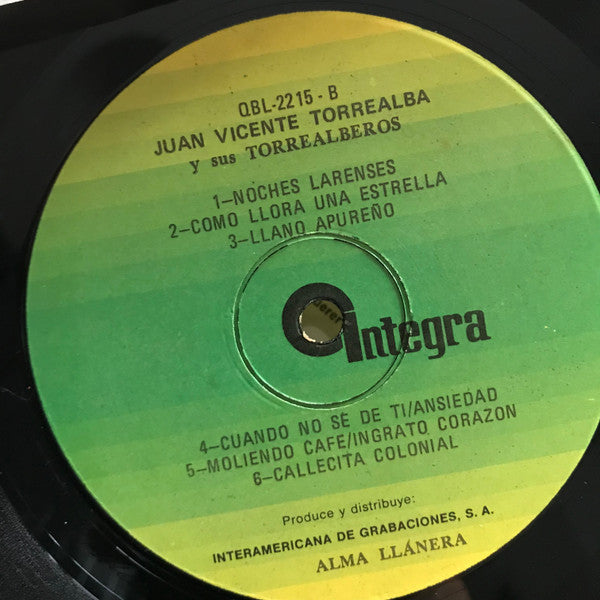 QBL-2215 - B
JUAN VICENTE TORREALBA
y sus TORREALBEROS
1-NOCHES LARENSES
2-COMO LLORA UNA ESTRELLA
3-LLANO APUREÑO
integra
4-CUANDO NO SE DE TI/ANSIEDAD
5-MOLIENDO CAFE/INGRATO CORAZON
6-CALLECITA COLONIAL
Produce y distribuye:
INTERAMERICANA DE GRABACIONES, S. A.
ALMA LLÁNERA